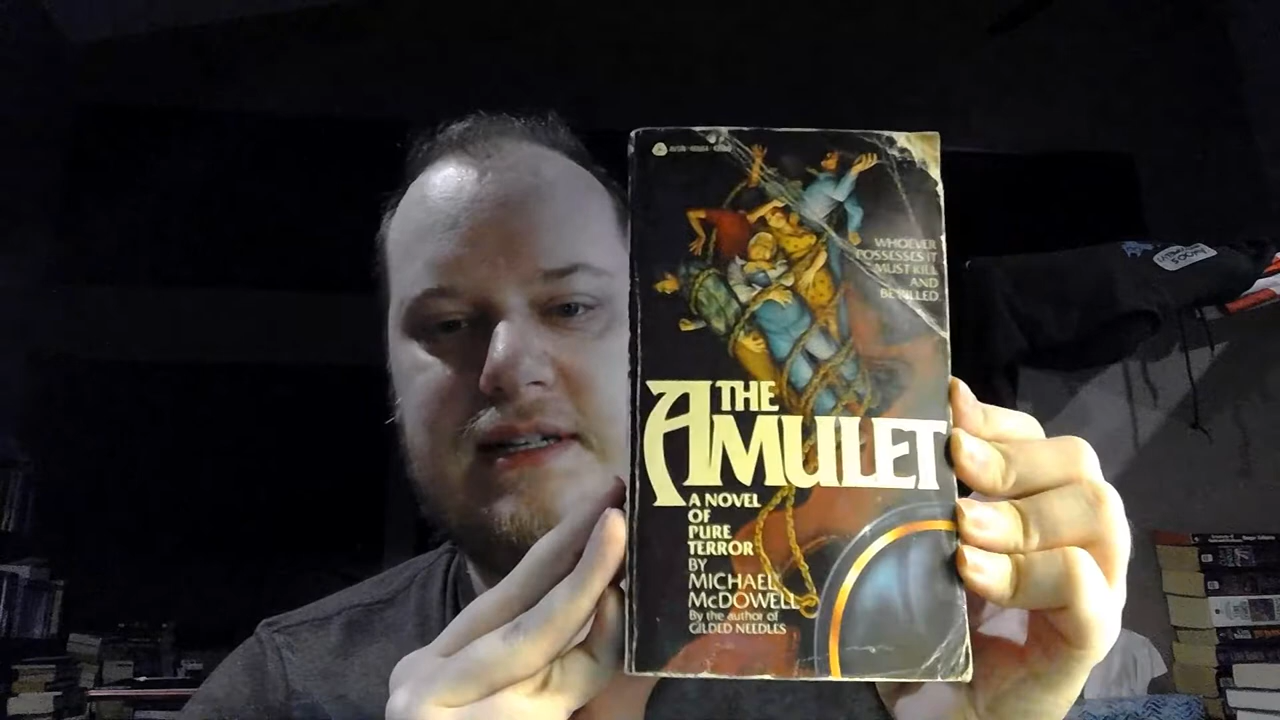 AVON
WHOEVER
POSSESSES IT
MUST KILL
AND
BE KILLED.
THE
AMULET
A NOVEL
OF
PURE
TERROR
BY
MICHAEL
McDOWELL
By the author of
GILDED NEEDLES